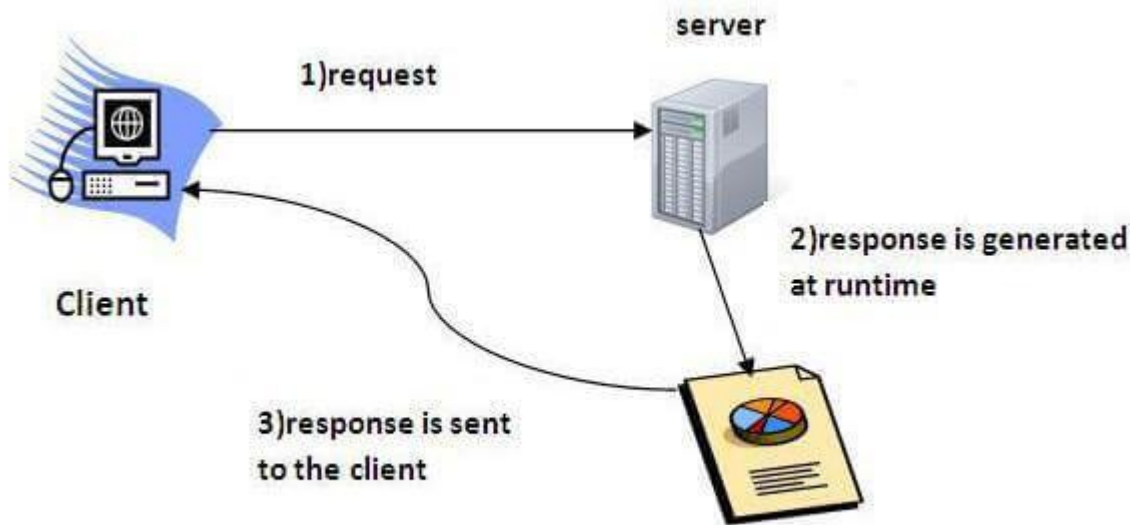 server
1)request
Client
2)response is generated
at runtime
3)response is sent
to the client